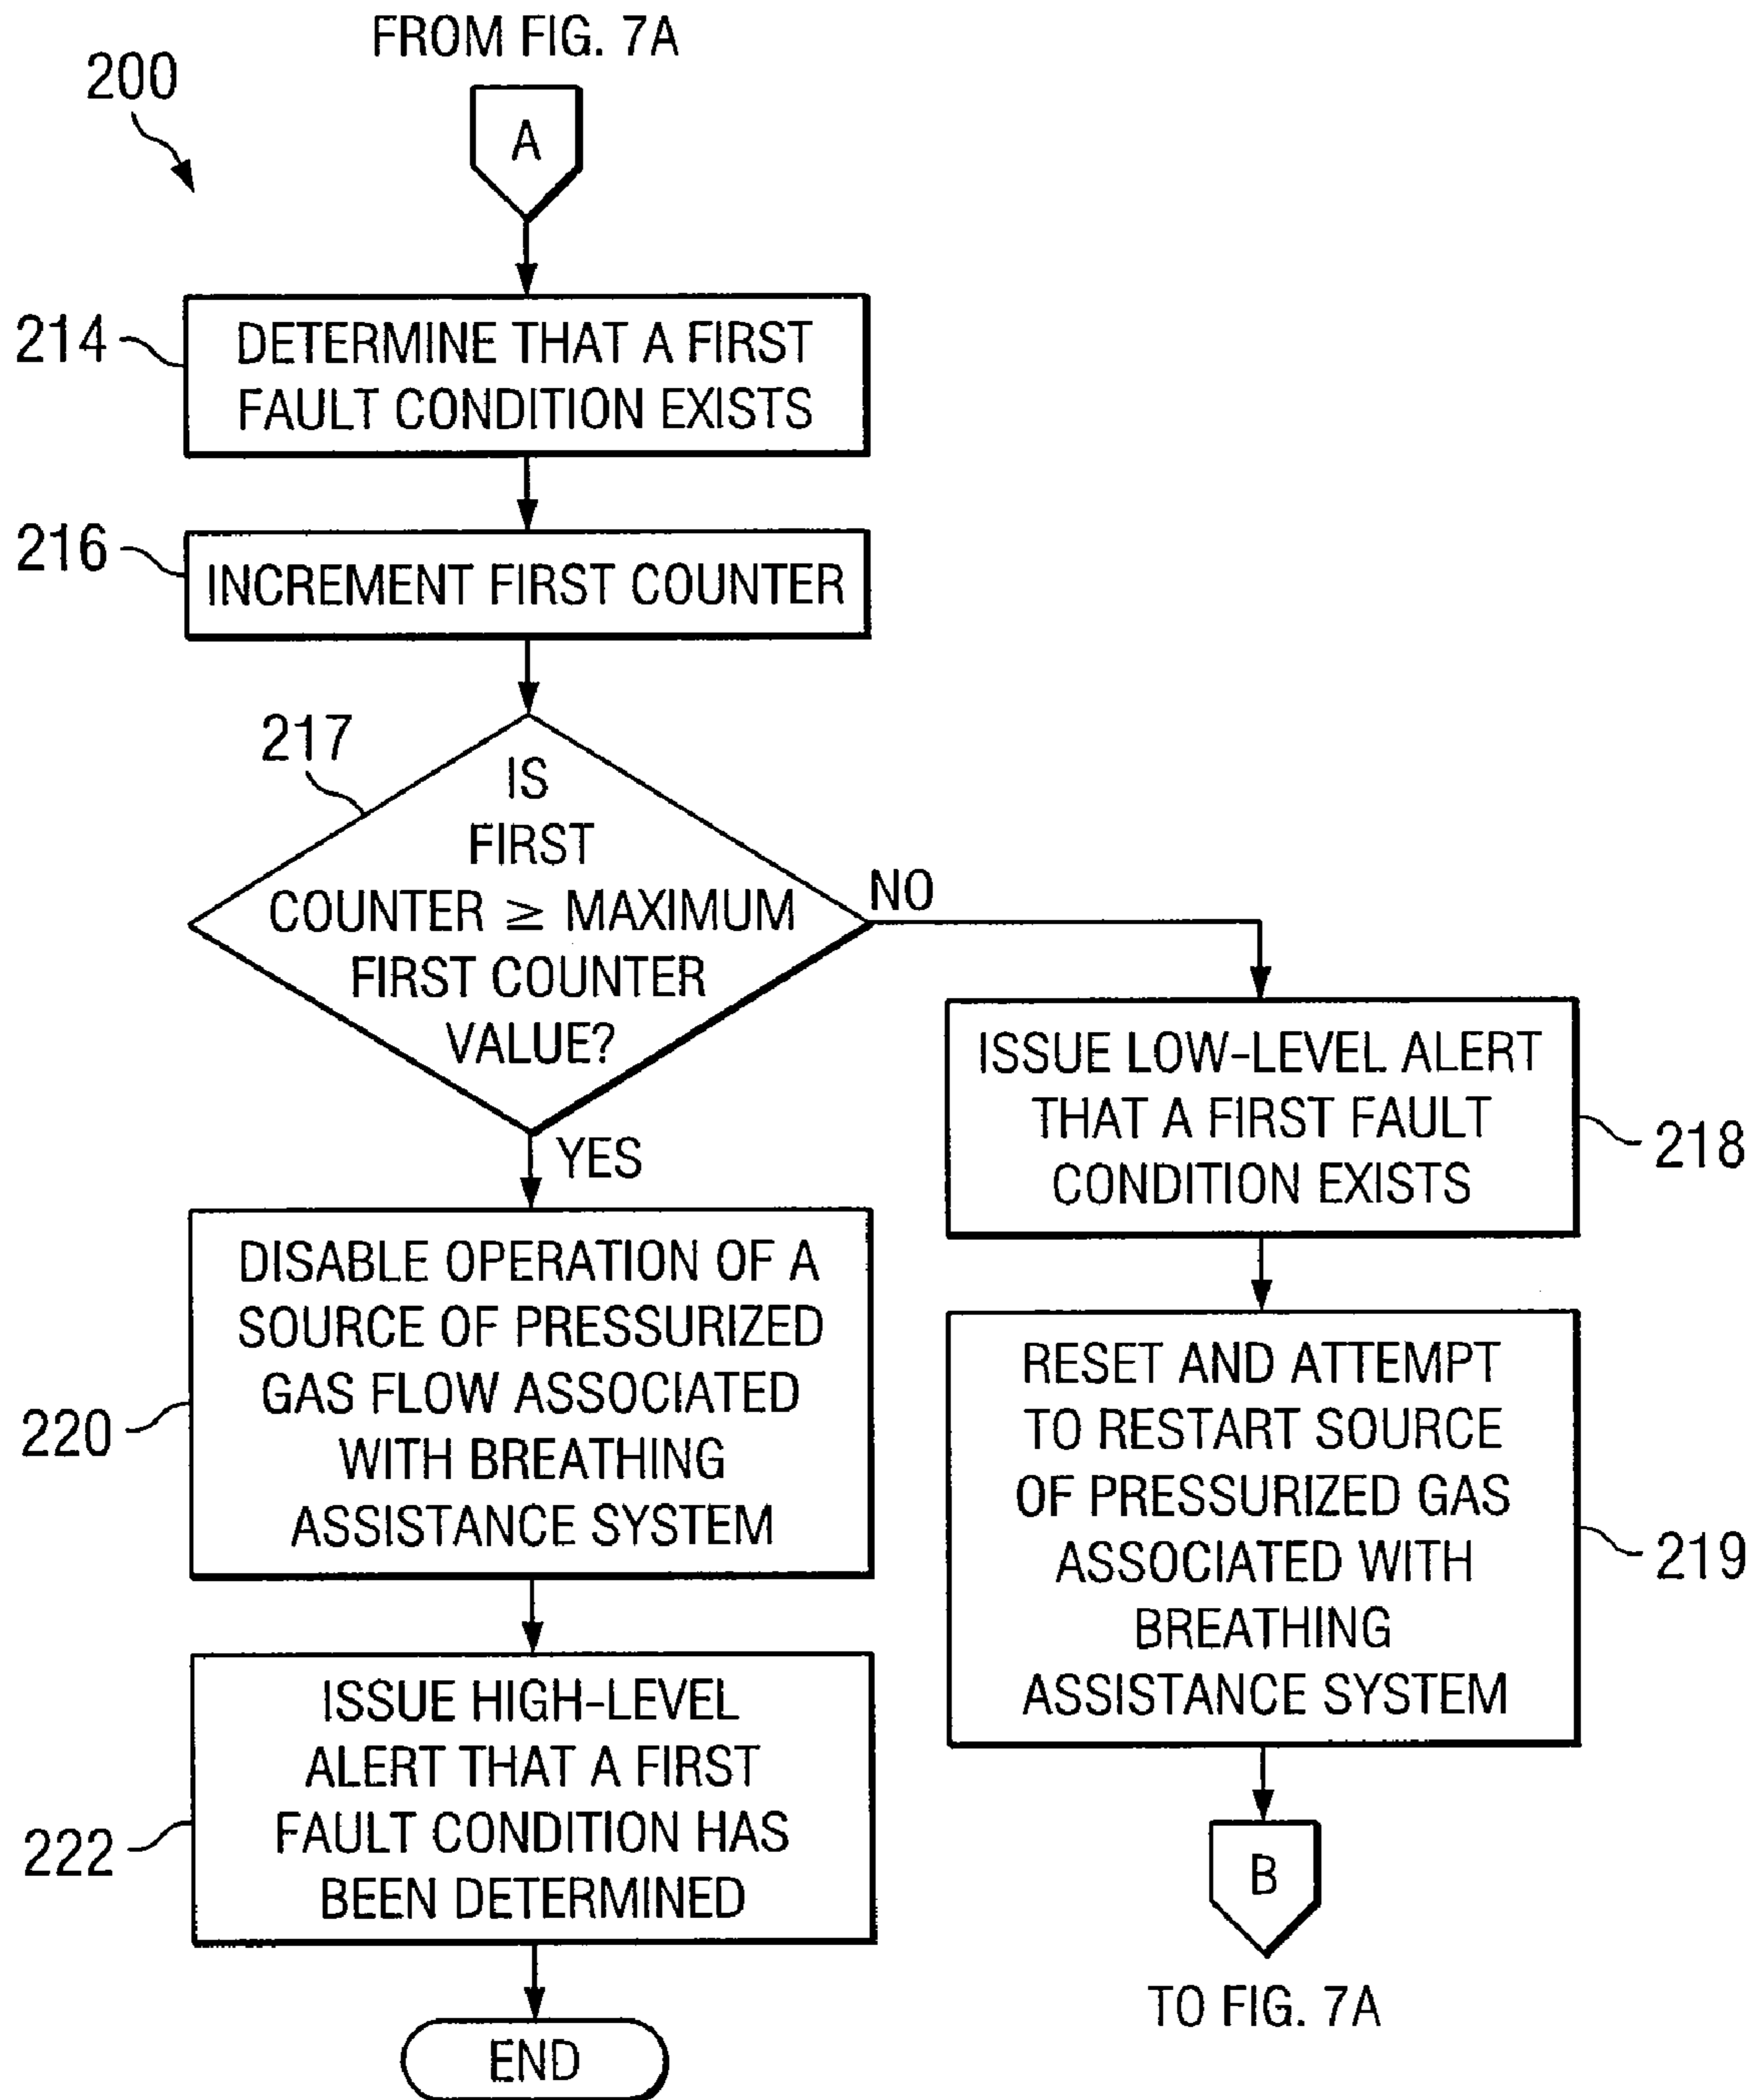 FROM FIG. 7A
200
A
214
DETERMINE THAT A FIRST
FAULT CONDITION EXISTS
216
INCREMENT FIRST COUNTER
217
IS
FIRST
COUNTER ≥ MAXIMUM
FIRST COUNTER
VALUE?
NO
YES
ISSUE LOW-LEVEL ALERT
THAT A FIRST FAULT
CONDITION EXISTS
218
RESET AND ATTEMPT
TO RESTART SOURCE
OF PRESSURIZED GAS
ASSOCIATED WITH
BREATHING
ASSISTANCE SYSTEM
219
B
TO FIG. 7A
DISABLE OPERATION OF A
SOURCE OF PRESSURIZED
GAS FLOW ASSOCIATED
WITH BREATHING
ASSISTANCE SYSTEM
220
ISSUE HIGH-LEVEL
ALERT THAT A FIRST
FAULT CONDITION HAS
BEEN DETERMINED
222
END